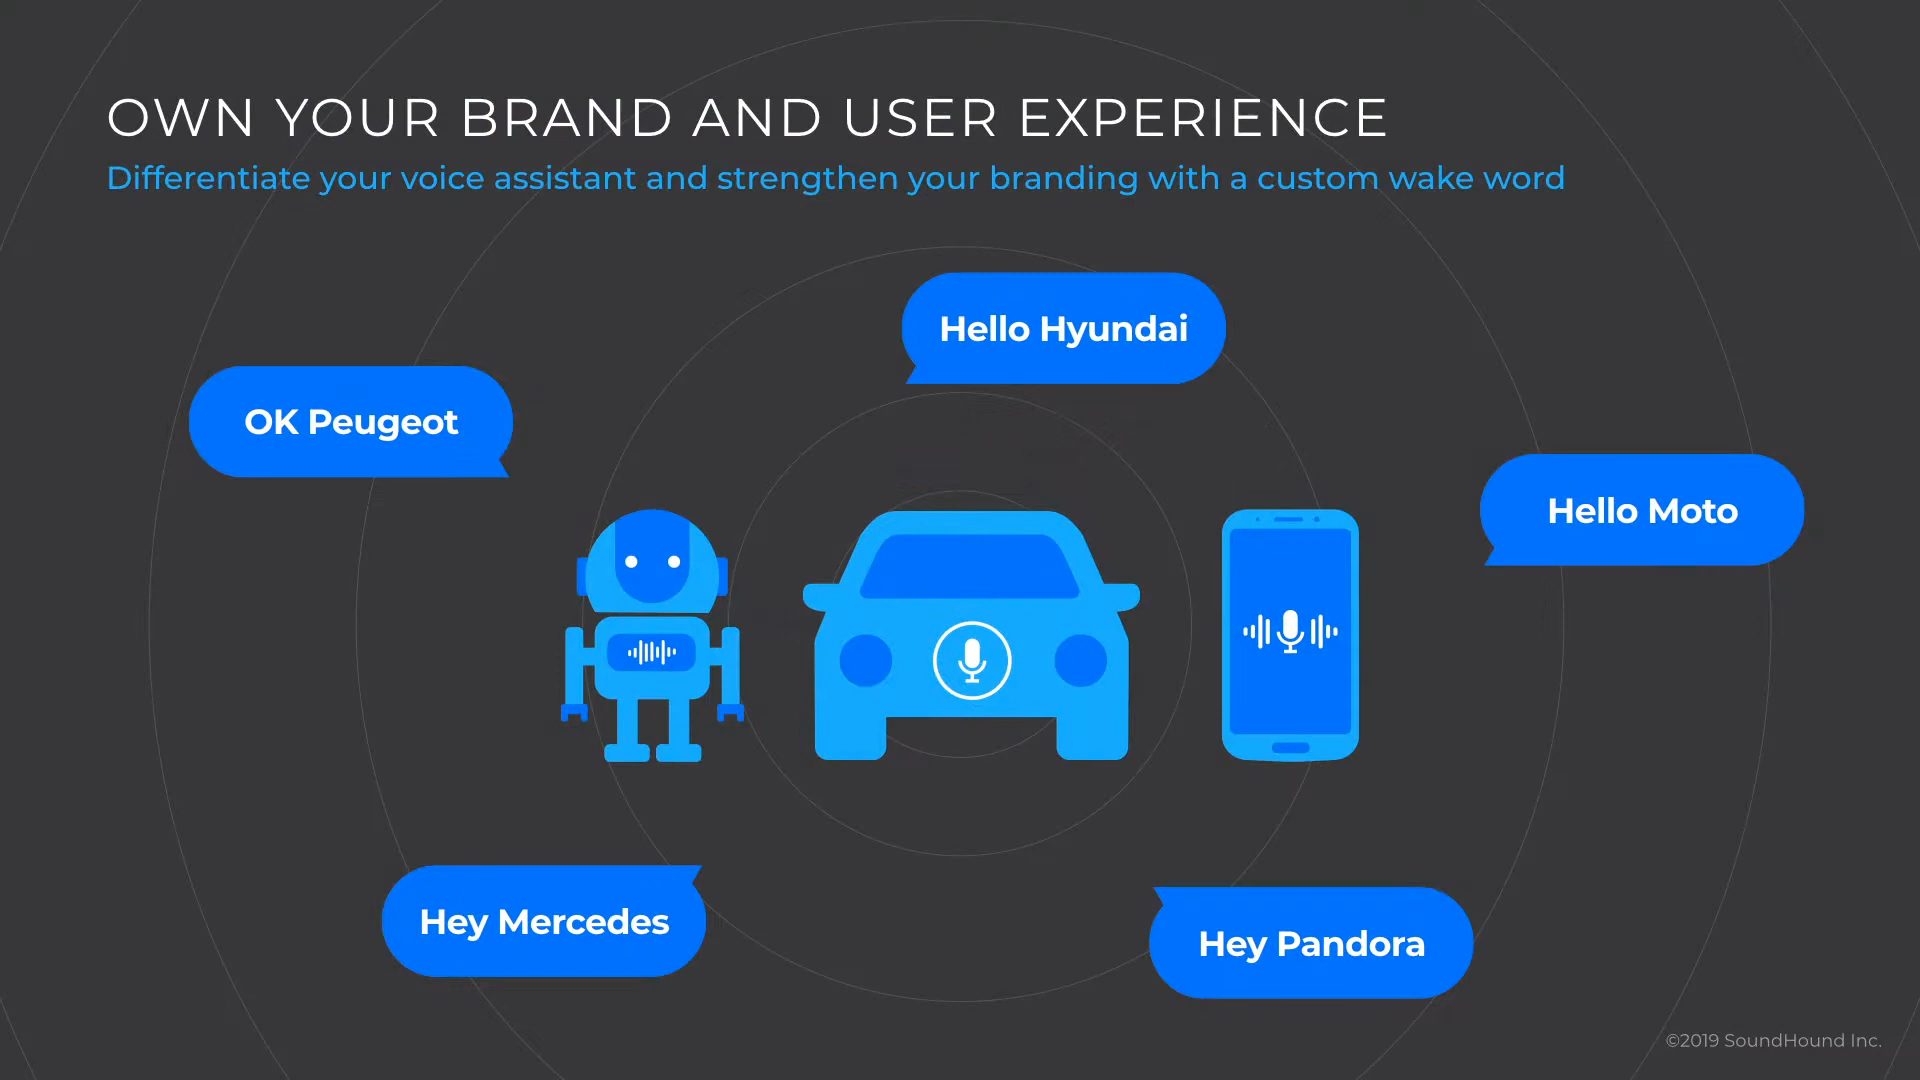 OWN YOUR BRAND AND USER EXPERIENCE
Differentiate your voice assistant and strengthen your branding with a custom wake word
Hello Hyundai
OK Peugeot
Hello Moto
Hey Mercedes
Hey Pandora
©2019 SoundHound Inc.